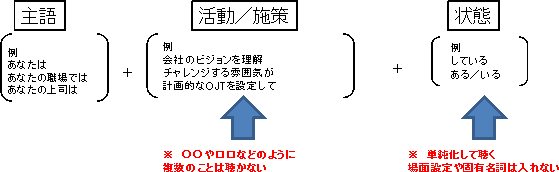 主語
活動／施策
状態
例
あなたは
あなたの職場では
あなたの上司は
+
例
会社のビジョンを理解
チャレンジする雰囲気が
計画的なOJTを設定して
+
例
している
ある／いる
※　〇〇やロロなどのように
複数のことは聴かない
※　単純化して聴く
場面設定や固有名詞は入れない